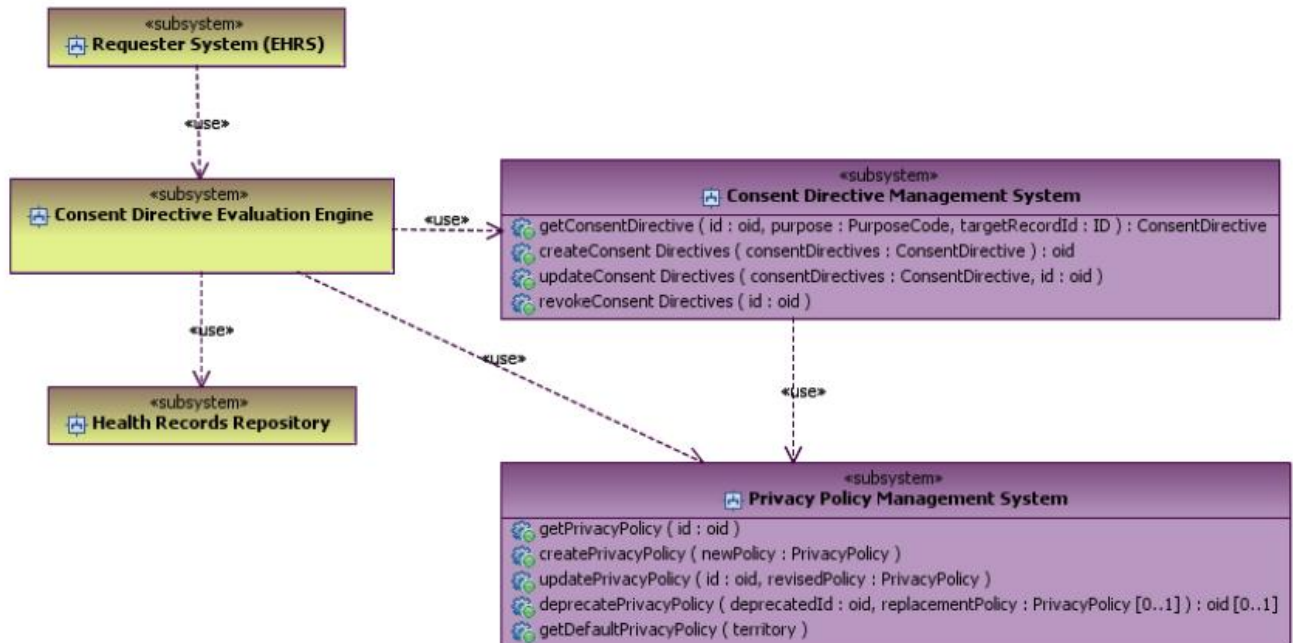 «subsystem»
Requester System (EHRS)
«use»
«subsystem»
Consent Directive Evaluation Engine
«use»
«subsystem»
Consent Directive Management System
getConsentDirective ( id : oid, purpose : PurposeCode, targetRecordId : ID ) : ConsentDirective
createConsent Directives ( consentDirectives : ConsentDirective ) : oid
updateConsent Directives ( consentDirectives : ConsentDirective, id : oid )
revokeConsent Directives ( id : oid )
«use»
«use»
«use»
«subsystem»
Health Records Repository
«subsystem»
Privacy Policy Management System
getPrivacyPolicy ( id : oid )
createPrivacyPolicy ( newPolicy : PrivacyPolicy )
updatePrivacyPolicy ( id : oid, revisedPolicy : PrivacyPolicy )
deprecatePrivacyPolicy ( deprecatedId : oid, replacementPolicy : PrivacyPolicy [0..1] ) : oid [0..1]
getDefaultPrivacyPolicy ( territory )